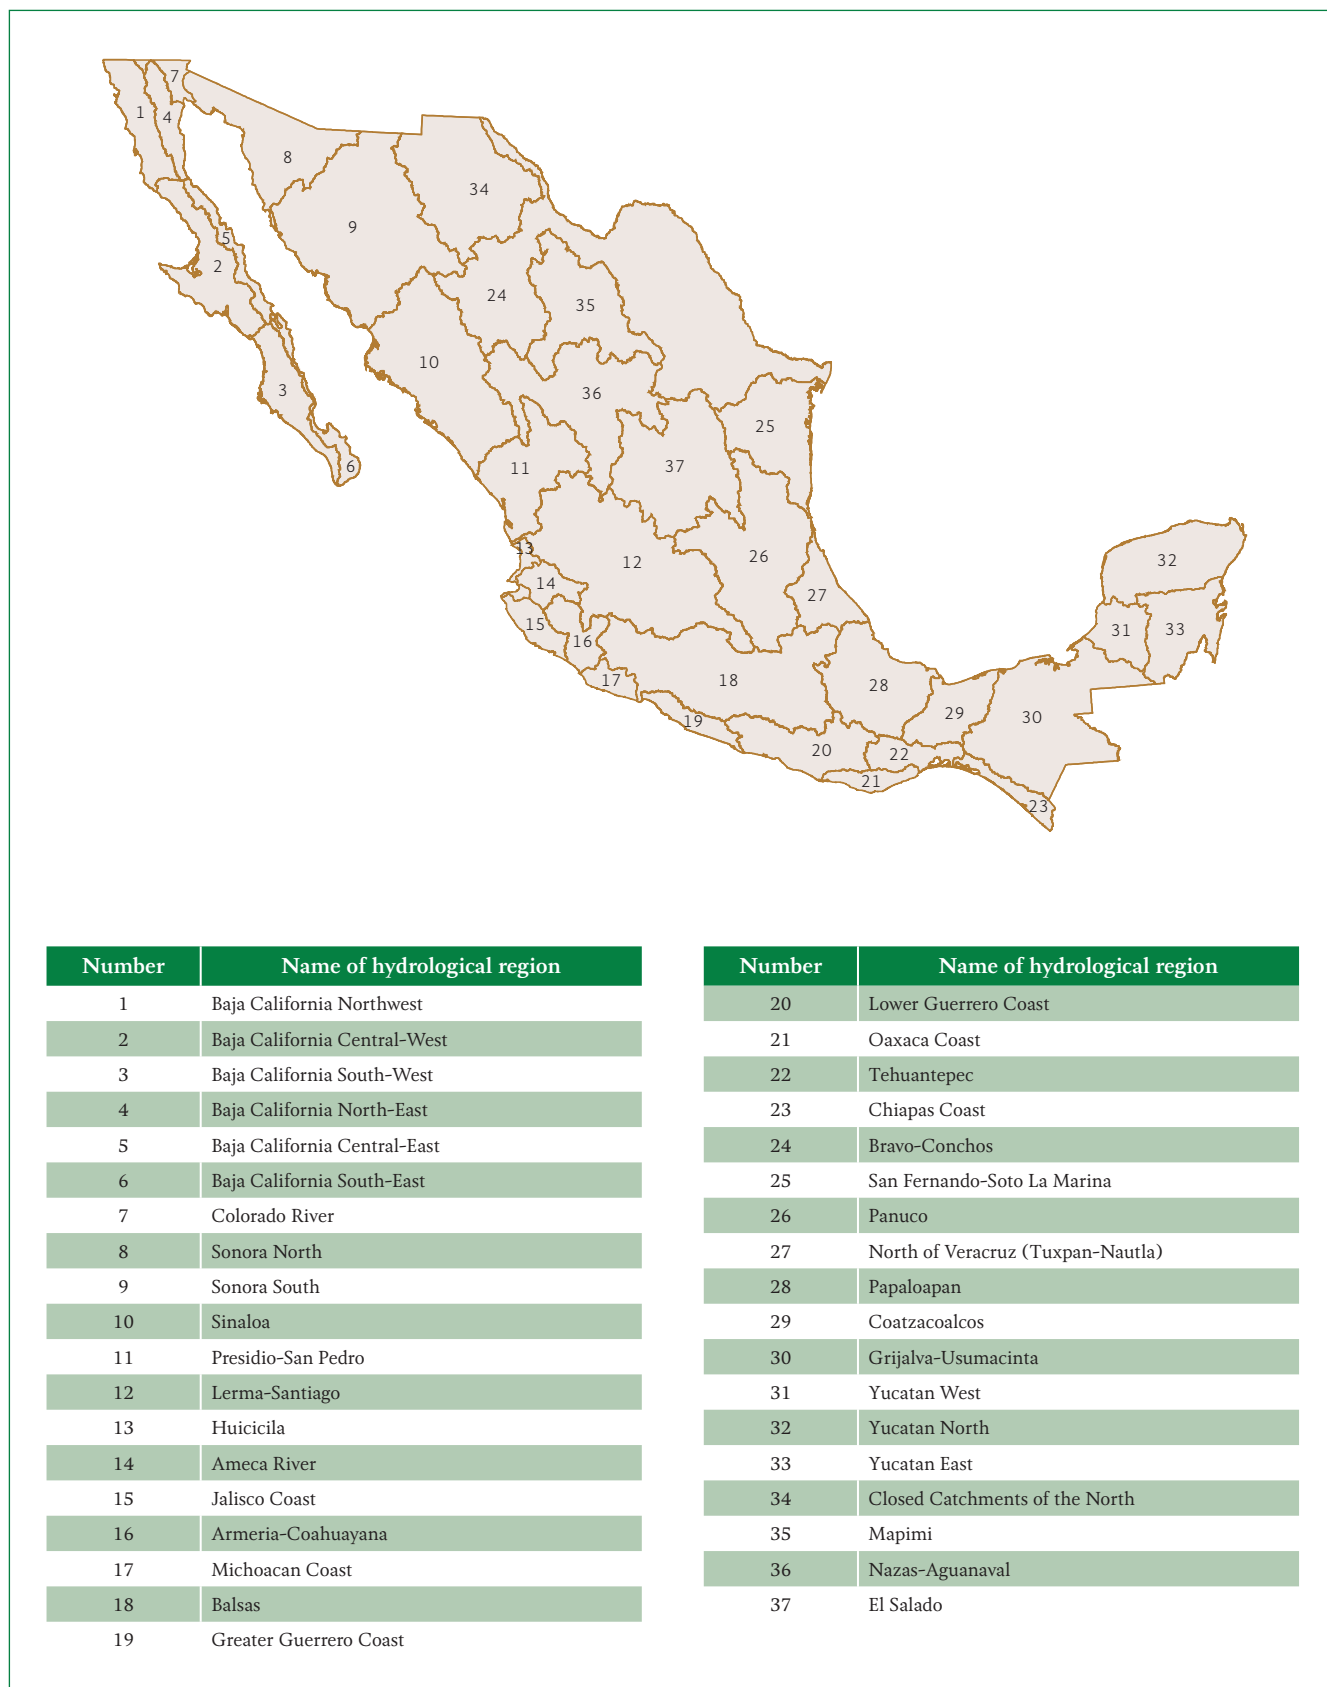 7
1
4
8
34
9
5
2
24
35
10
3
36
25
11
37
6
13
12
26
32
14
27
15
31
33
16
17
18
28
29
30
19
20
22
21
23
Number Name of hydrological region
1 Baja California Northwest
2 Baja California Central-West
3 Baja California South-West
4 Baja California North-East
5 Baja California Central-East
6 Baja California South-East
7 Colorado River
8 Sonora North
9 Sonora South
10 Sinaloa
11 Presidio-San Pedro
12 Lerma-Santiago
13 Huicicila
14 Ameca River
15 Jalisco Coast
16 Armeria-Coahuayana
17 Michoacan Coast
18 Balsas
19 Greater Guerrero Coast
Number Name of hydrological region
20 Lower Guerrero Coast
21 Oaxaca Coast
22 Tehuantepec
23 Chiapas Coast
24 Bravo-Conchos
25 San Fernando-Soto La Marina
26 Panuco
27 North of Veracruz (Tuxpan-Nautla)
28 Papaloapan
29 Coatzacoalcos
30 Grijalva-Usumacinta
31 Yucatan West
32 Yucatan North
33 Yucatan East
34 Closed Catchments of the North
35 Mapimi
36 Nazas-Aguanaval
37 El Salado